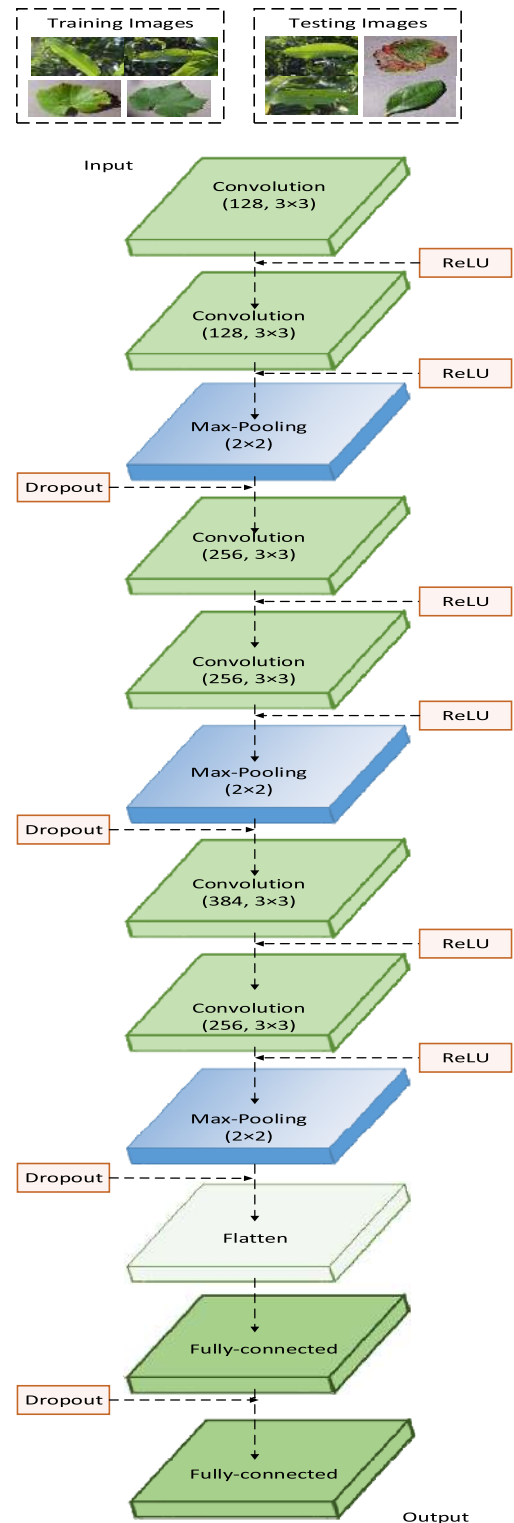 Training Images
Testing Images
Input
Convolution
(128, 3×3)
ReLU
Convolution
(128, 3×3)
ReLU
Max-Pooling
(2×2)
Dropout
Convolution
(256, 3×3)
ReLU
Convolution
(256, 3×3)
ReLU
Max-Pooling
(2×2)
Dropout
Convolution
(384, 3×3)
ReLU
Convolution
(256, 3×3)
ReLU
Max-Pooling
(2×2)
Dropout
Flatten
Fully-connected
Dropout
Fully-connected
Output